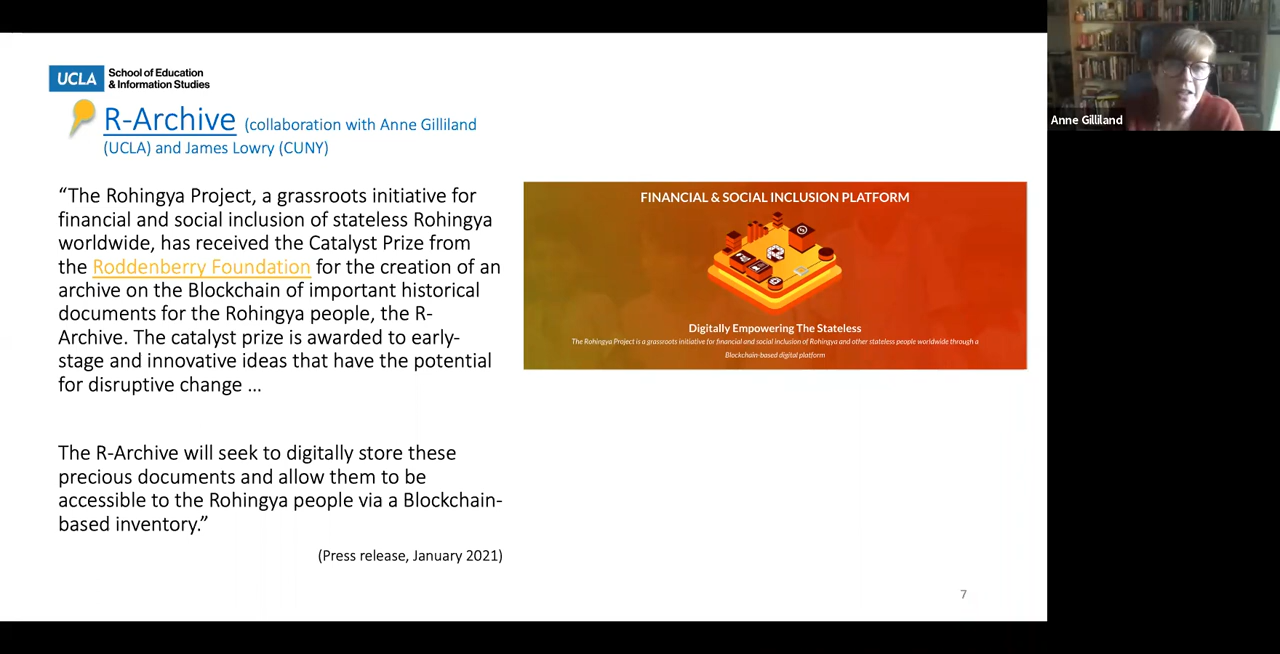 UCLA School of Education
& Information Studies
R-Archive (collaboration with Anne Gilliland
(UCLA) and James Lowry (CUNY)
“The Rohingya Project, a grassroots initiative for
financial and social inclusion of stateless Rohingya
worldwide, has received the Catalyst Prize from
the Roddenberry Foundation for the creation of an
archive on the Blockchain of important historical
documents for the Rohingya people, the R-
Archive. The catalyst prize is awarded to early-
stage and innovative ideas that have the potential
for disruptive change ...
The R-Archive will seek to digitally store these
precious documents and allow them to be
accessible to the Rohingya people via a Blockchain-
based inventory.”
(Press release, January 2021)
FINANCIAL & SOCIAL INCLUSION PLATFORM
Digitally Empowering The Stateless
The Rohingya Project is a grassroots initiative for financial and social inclusion of Rohingya and other stateless people worldwide through a
Blockchain-based digital platform
7
Anne Gilliland